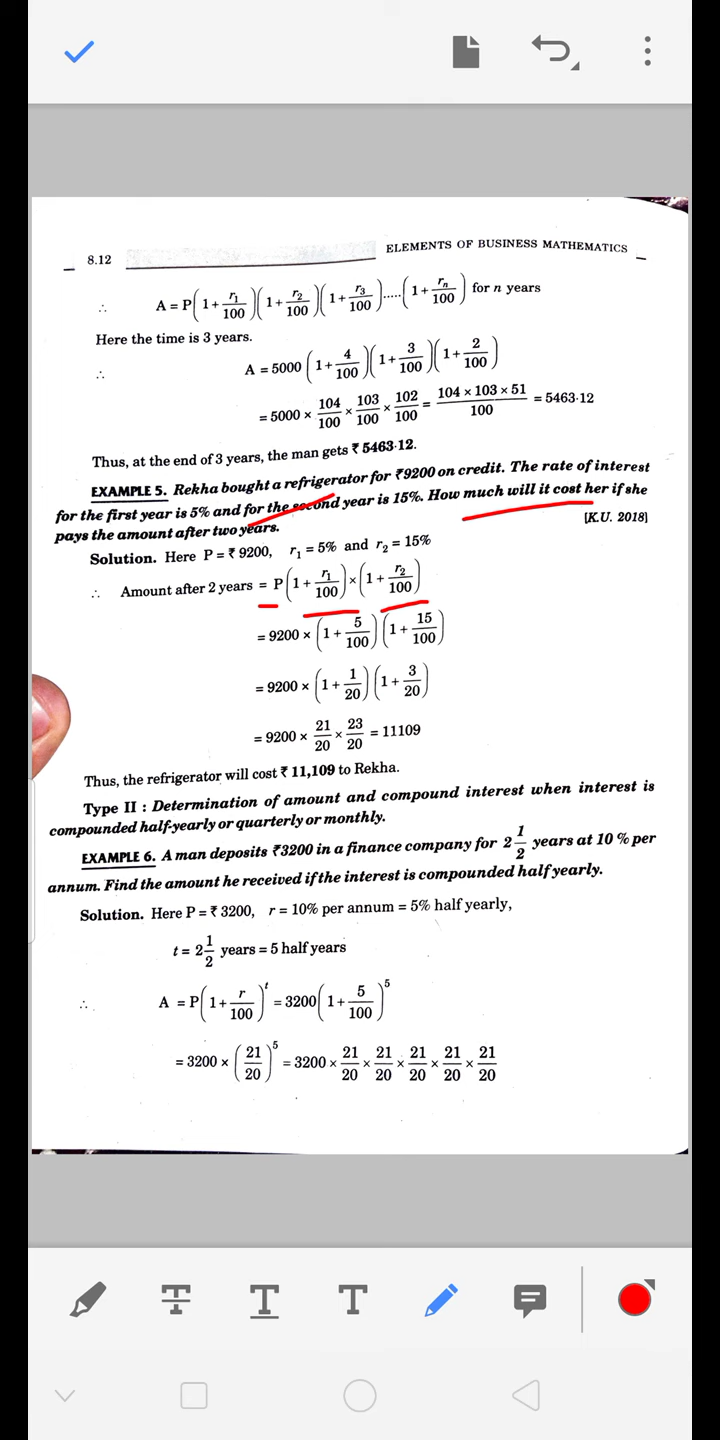 8.12 ELEMENTS OF BUSINESS MATHEMATICS
∴ A = P(1 + r₁/100)(1 + r₂/100)(1 + r₃/100).....(1 + rₙ/100) for n years
Here the time is 3 years.
∴ A = 5000 (1 + 4/100)(1 + 3/100)(1 + 2/100)
= 5000 × 104/100 × 103/100 × 102/100 = 104 × 103 × 51/100 = 5463·12
Thus, at the end of 3 years, the man gets ₹ 5463·12.
EXAMPLE 5. Rekha bought a refrigerator for ₹9200 on credit. The rate of interest
for the first year is 5% and for the second year is 15%. How much will it cost her if she
pays the amount after two years. [K.U. 2018]
Solution. Here P = ₹ 9200, r₁ = 5% and r₂ = 15%
∴ Amount after 2 years = P(1 + r₁/100) × (1 + r₂/100)
= 9200 × (1 + 5/100)(1 + 15/100)
= 9200 × (1 + 1/20)(1 + 3/20)
= 9200 × 21/20 × 23/20 = 11109
Thus, the refrigerator will cost ₹ 11,109 to Rekha.
Type II : Determination of amount and compound interest when interest is
compounded half-yearly or quarterly or monthly.
EXAMPLE 6. A man deposits ₹3200 in a finance company for 2 1/2 years at 10 % per
annum. Find the amount he received if the interest is compounded half yearly.
Solution. Here P = ₹ 3200, r = 10% per annum = 5% half yearly,
t = 2 1/2 years = 5 half years
∴ A = P(1 + r/100)ᵗ = 3200(1 + 5/100)⁵
= 3200 × (21/20)⁵ = 3200 × 21/20 × 21/20 × 21/20 × 21/20 × 21/20
T T T